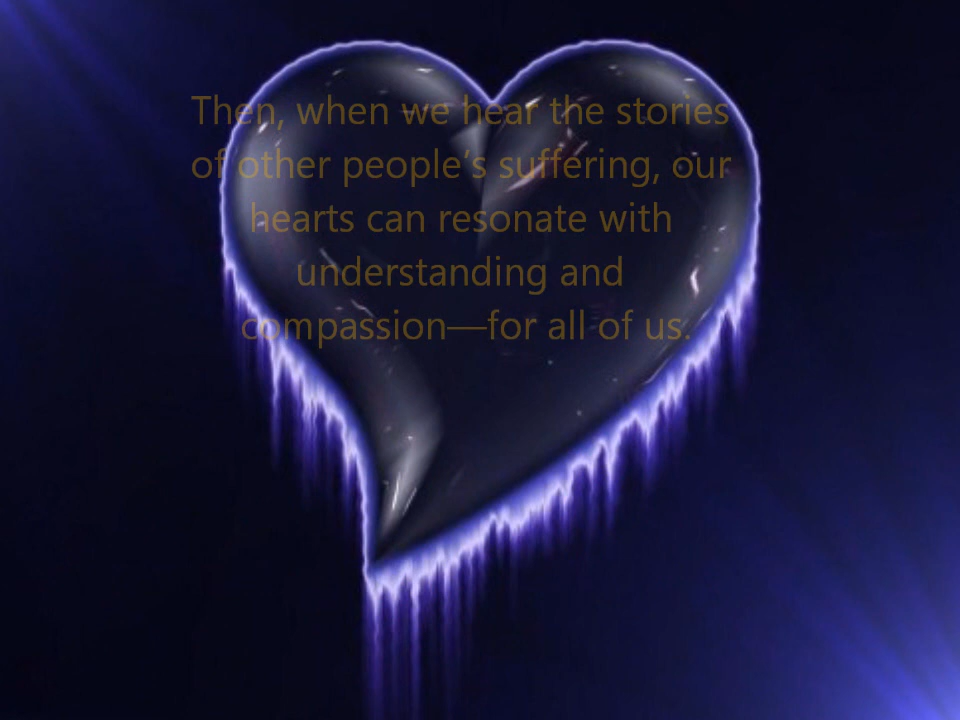 Then, when we hear the stories
of other people’s suffering, our
hearts can resonate with
understanding and
compassion—for all of us.